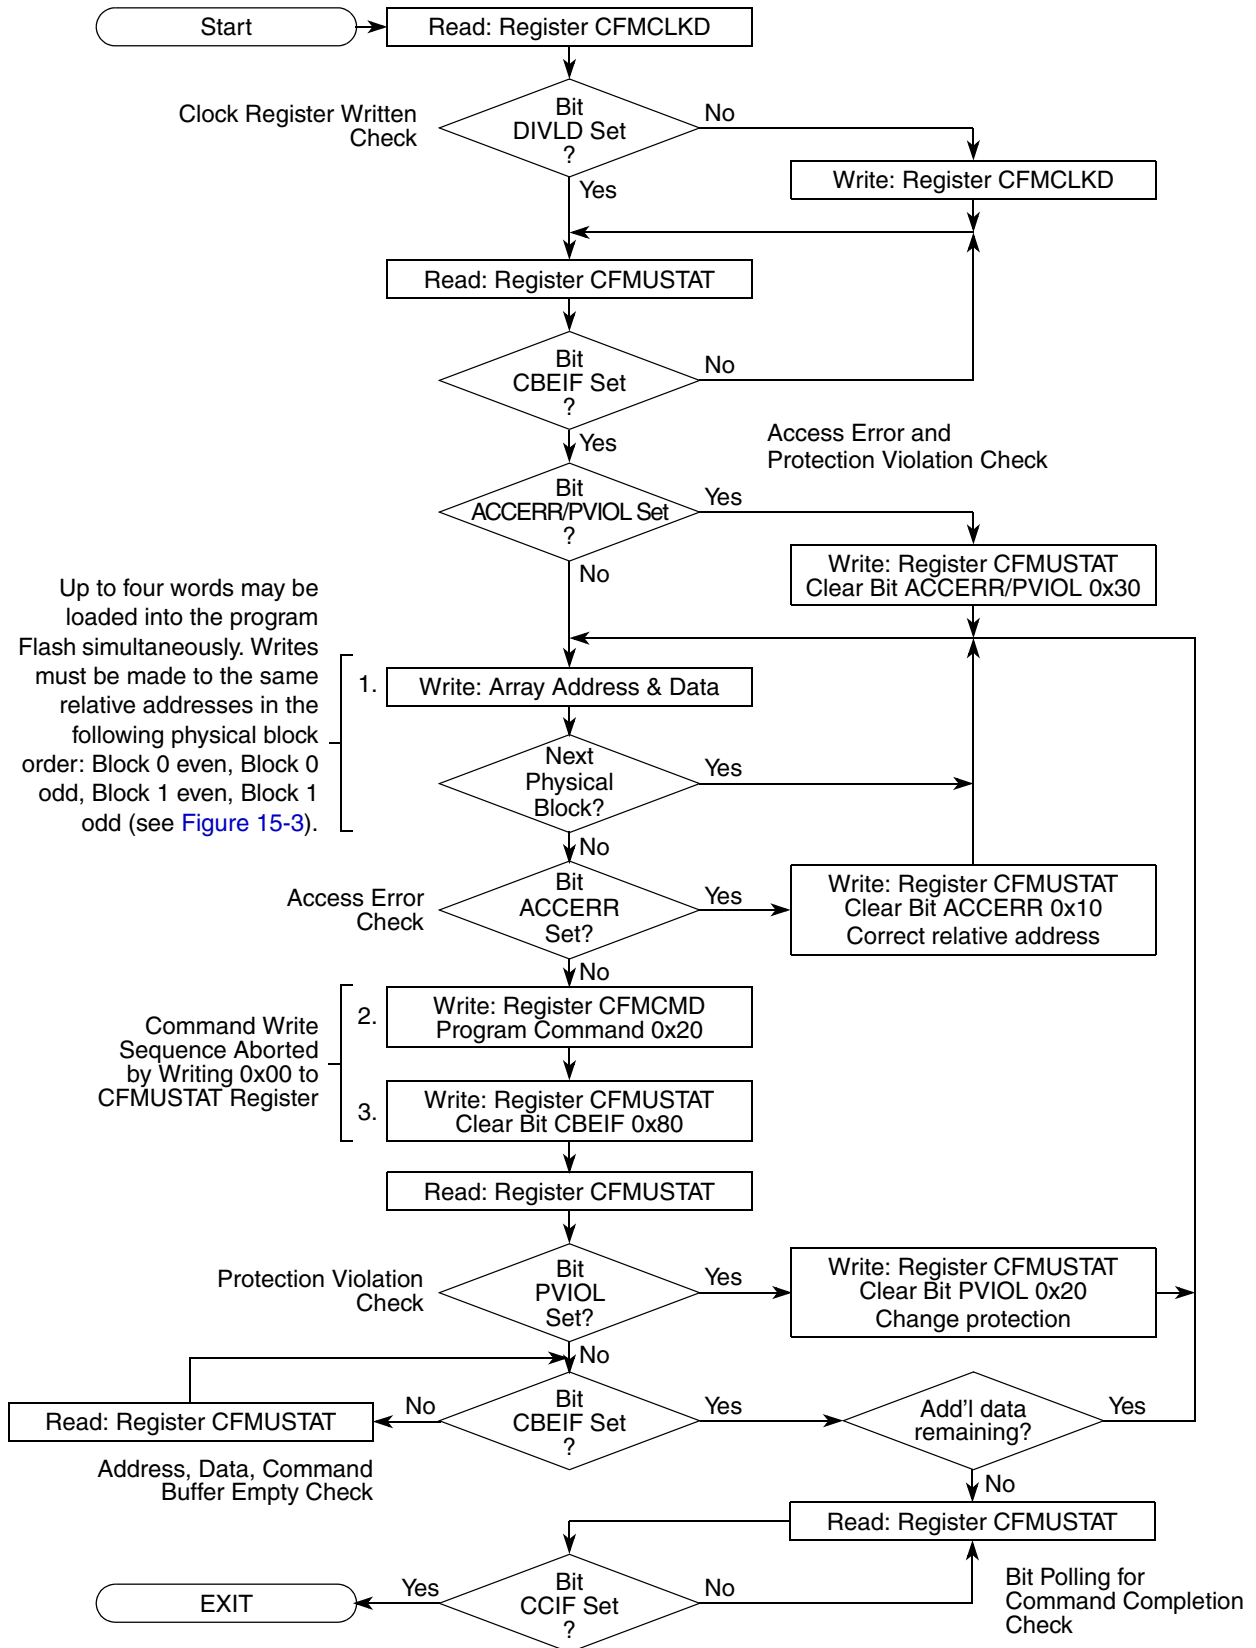 Start
Read: Register CFMCLKD
Clock Register Written
Check
Bit
DIVLD Set
?
No
Write: Register CFMCLKD
Yes
Read: Register CFMUSTAT
Bit
CBEIF Set
?
No
Yes
Access Error and
Protection Violation Check
Bit
ACCERR/PVIOL Set
?
Yes
Write: Register CFMUSTAT
Clear Bit ACCERR/PVIOL 0x30
No
Up to four words may be
loaded into the program
Flash simultaneously. Writes
must be made to the same
relative addresses in the
following physical block
order: Block 0 even, Block 0
odd, Block 1 even, Block 1
odd (see Figure 15-3).
1.
Write: Array Address & Data
Next
Physical
Block?
Yes
No
Access Error
Check
Bit
ACCERR
Set?
Yes
Write: Register CFMUSTAT
Clear Bit ACCERR 0x10
Correct relative address
No
Command Write
Sequence Aborted
by Writing 0x00 to
CFMUSTAT Register
2.
Write: Register CFMCMD
Program Command 0x20
3.
Write: Register CFMUSTAT
Clear Bit CBEIF 0x80
Read: Register CFMUSTAT
Protection Violation
Check
Bit
PVIOL
Set?
Yes
Write: Register CFMUSTAT
Clear Bit PVIOL 0x20
Change protection
No
Read: Register CFMUSTAT
No
Bit
CBEIF Set
?
Yes
Add'l data
remaining?
Yes
Address, Data, Command
Buffer Empty Check
No
Read: Register CFMUSTAT
EXIT
Yes
Bit
CCIF Set
?
No
Bit Polling for
Command Completion
Check